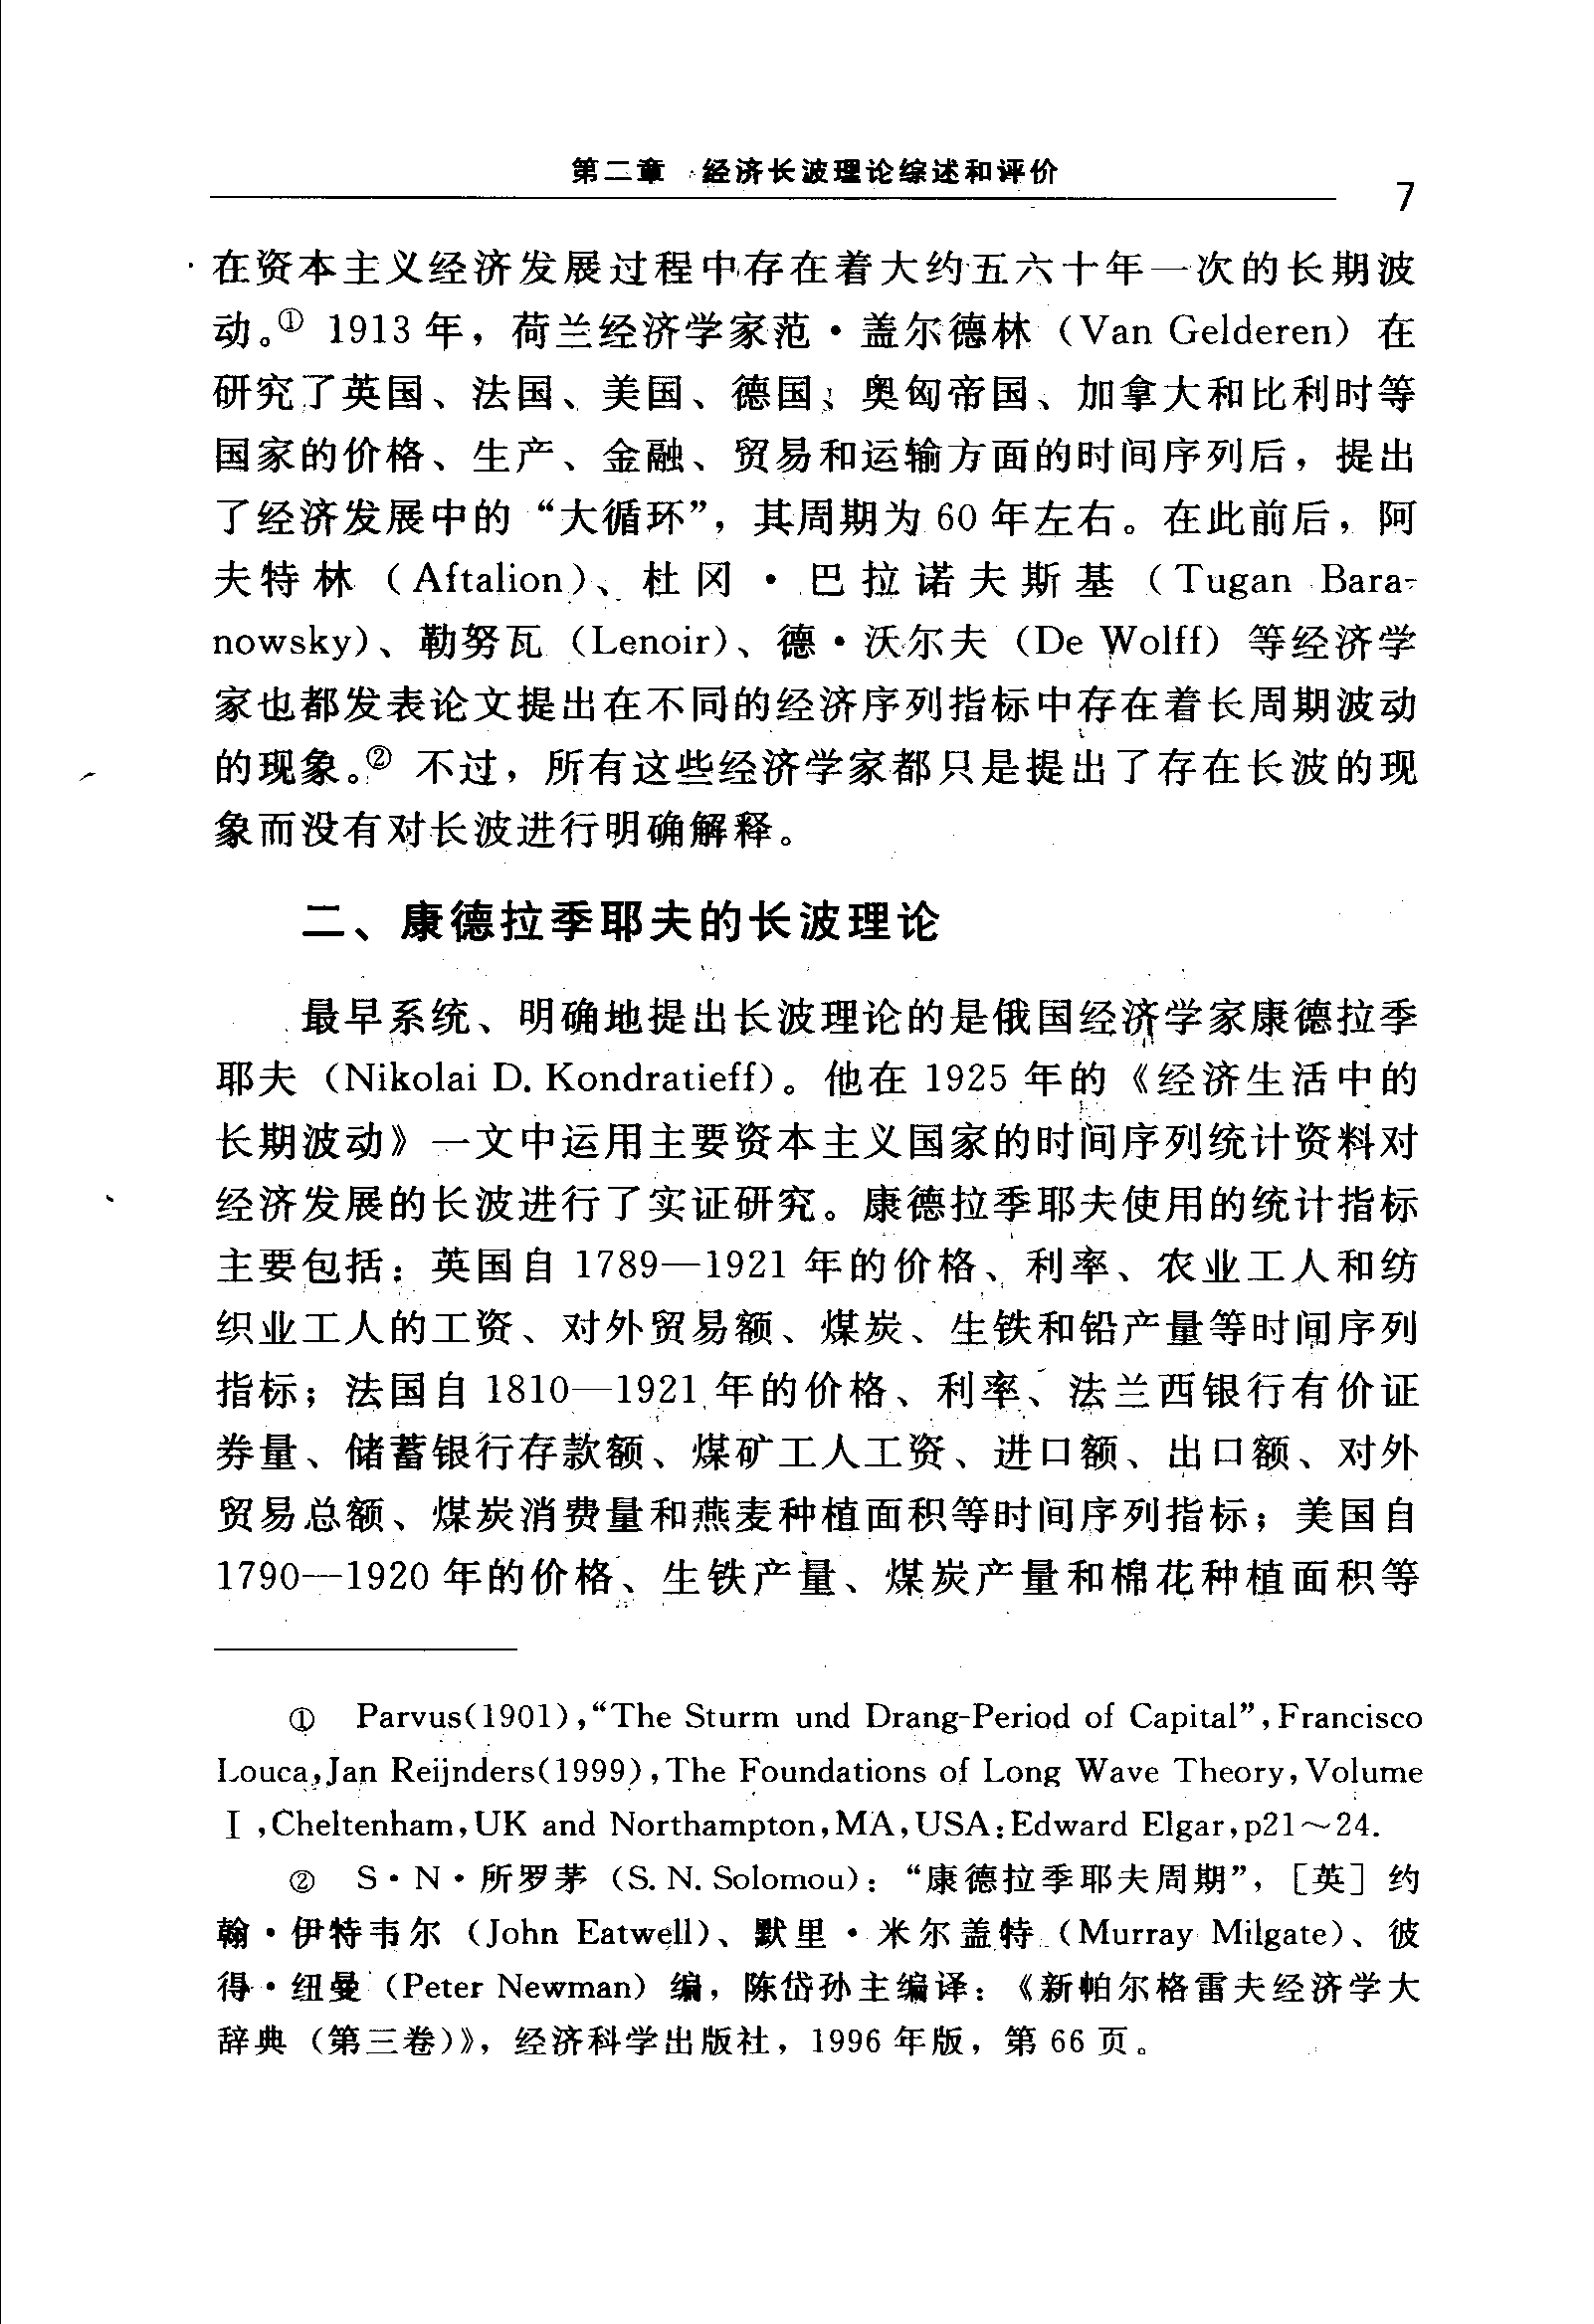 第二章 经济长波理论综述和评价
7
在资本主义经济发展过程中存在着大约五六十年一次的长期波
动。① 1913 年，荷兰经济学家范·盖尔德林（Van Gelderen）在
研究了英国、法国、美国、德国、奥匈帝国、加拿大和比利时等
国家的价格、生产、金融、贸易和运输方面的时间序列后，提出
了经济发展中的“大循环”，其周期为 60 年左右。在此前后，阿
夫特林（Aftalion）、杜冈·巴拉诺夫斯基（Tugan Bara-
nowsky）、勒努瓦（Lenoir）、德·沃尔夫（De Wolff）等经济学
家也都发表论文提出在不同的经济序列指标中存在着长周期波动
的现象。② 不过，所有这些经济学家都只是提出了存在长波的现
象而没有对长波进行明确解释。
二、康德拉季耶夫的长波理论
最早系统、明确地提出长波理论的是俄国经济学家康德拉季
耶夫（Nikolai D. Kondratieff）。他在 1925 年的《经济生活中的
长期波动》一文中运用主要资本主义国家的时间序列统计资料对
经济发展的长波进行了实证研究。康德拉季耶夫使用的统计指标
主要包括：英国自 1789—1921 年的价格、利率、农业工人和纺
织业工人的工资、对外贸易额、煤炭、生铁和铅产量等时间序列
指标；法国自 1810—1921 年的价格、利率、法兰西银行有价证
券量、储蓄银行存款额、煤矿工人工资、进口额、出口额、对外
贸易总额、煤炭消费量和燕麦种植面积等时间序列指标；美国自
1790—1920 年的价格、生铁产量、煤炭产量和棉花种植面积等
① Parvus(1901),“The Sturm und Drang-Period of Capital”,Francisco
Louca,Jan Reijnders(1999),The Foundations of Long Wave Theory,Volume
Ⅰ,Cheltenham,UK and Northampton,MA,USA:Edward Elgar,p21～24.
② S·N·所罗茅（S. N. Solomou）：“康德拉季耶夫周期”，［英］约
翰·伊特韦尔（John Eatwell）、默里·米尔盖特（Murray Milgate）、彼
得·纽曼（Peter Newman）编，陈岱孙主编译：《新帕尔格雷夫经济学大
辞典（第三卷）》，经济科学出版社，1996 年版，第 66 页。